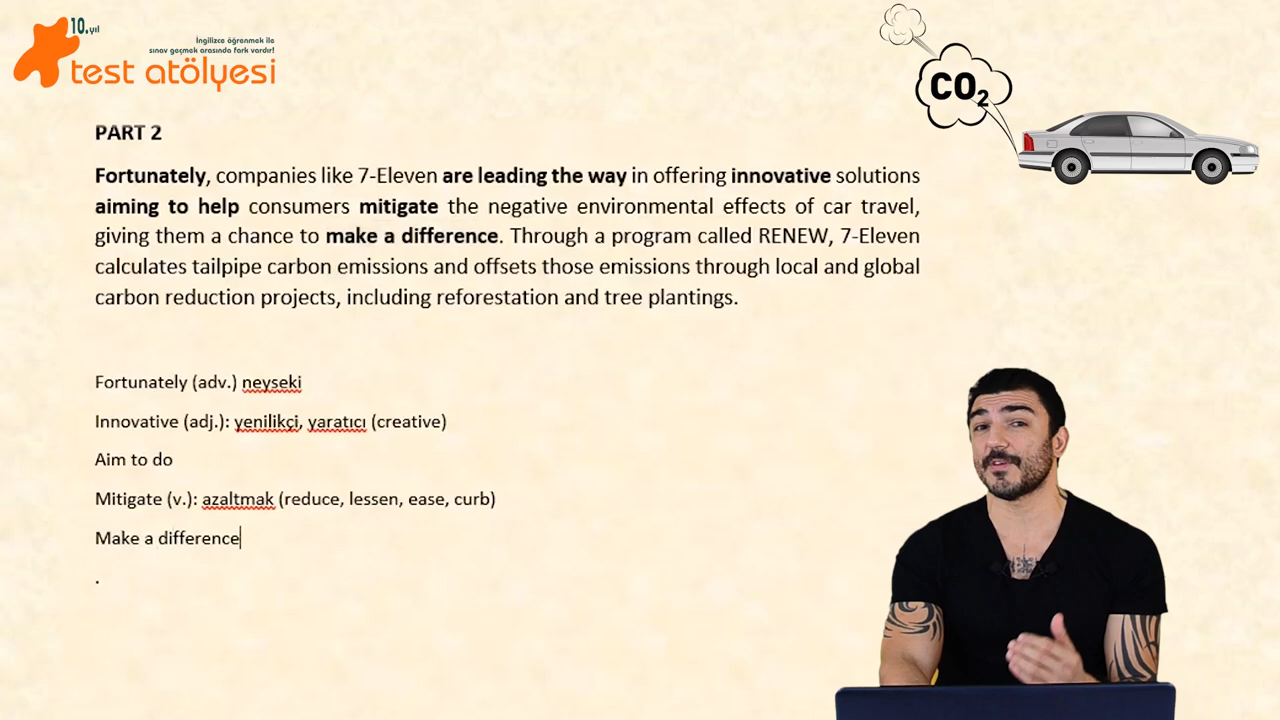 10.yıl
İngilizce öğrenmek ile
sınav geçmek arasında fark vardır!
test atölyesi
CO2
PART 2
Fortunately, companies like 7-Eleven are leading the way in offering innovative solutions
aiming to help consumers mitigate the negative environmental effects of car travel,
giving them a chance to make a difference. Through a program called RENEW, 7-Eleven
calculates tailpipe carbon emissions and offsets those emissions through local and global
carbon reduction projects, including reforestation and tree plantings.
Fortunately (adv.) neyseki
Innovative (adj.): yenilikçi, yaratıcı (creative)
Aim to do
Mitigate (v.): azaltmak (reduce, lessen, ease, curb)
Make a difference
.